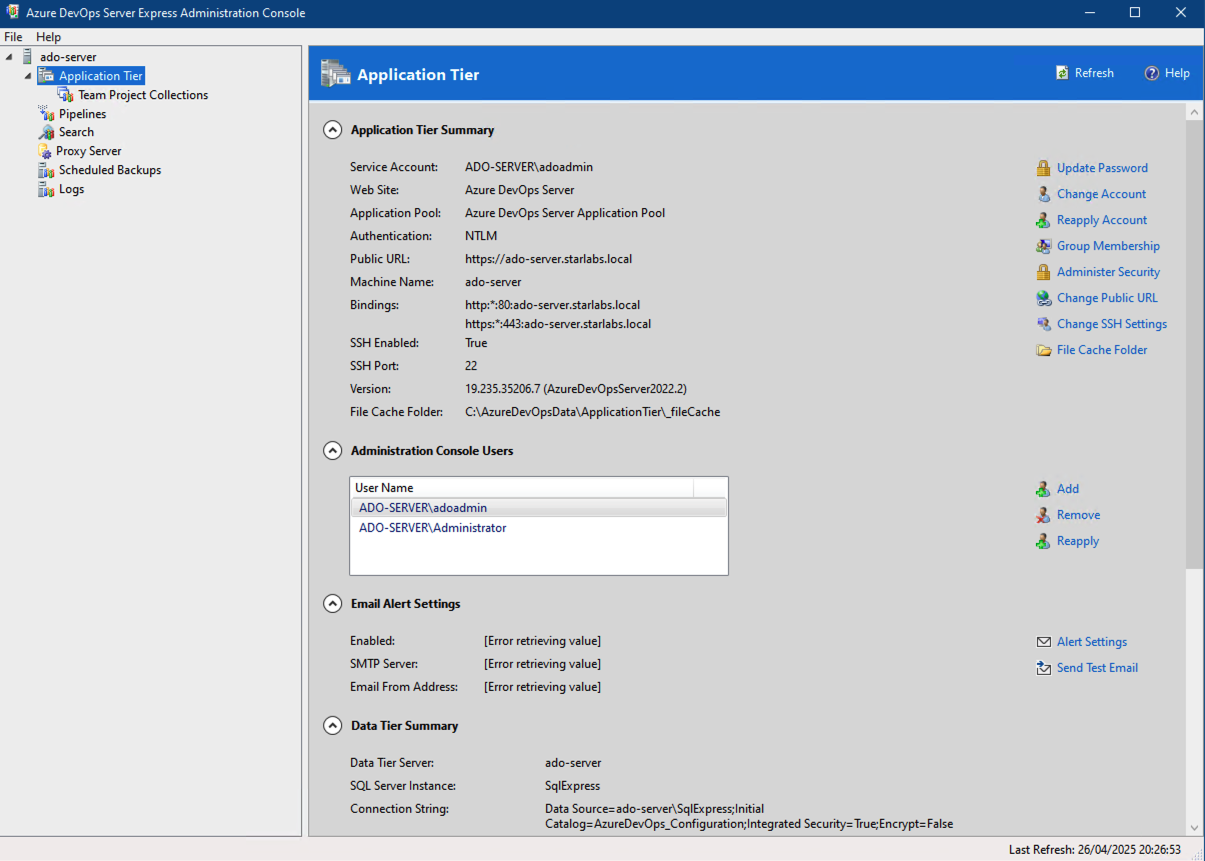 Azure DevOps Server Express Administration Console
File Help
ado-server
Application Tier
Team Project Collections
Pipelines
Search
Proxy Server
Scheduled Backups
Logs
Application Tier
Refresh
Help
Application Tier Summary
Service Account: ADO-SERVER\adoadmin
Web Site: Azure DevOps Server
Application Pool: Azure DevOps Server Application Pool
Authentication: NTLM
Public URL: https://ado-server.starlabs.local
Machine Name: ado-server
Bindings: http:*:80:ado-server.starlabs.local
https:*:443:ado-server.starlabs.local
SSH Enabled: True
SSH Port: 22
Version: 19.235.35206.7 (AzureDevOpsServer2022.2)
File Cache Folder: C:\AzureDevOpsData\ApplicationTier\_fileCache
Update Password
Change Account
Reapply Account
Group Membership
Administer Security
Change Public URL
Change SSH Settings
File Cache Folder
Administration Console Users
User Name
ADO-SERVER\adoadmin
ADO-SERVER\Administrator
Add
Remove
Reapply
Email Alert Settings
Enabled: [Error retrieving value]
SMTP Server: [Error retrieving value]
Email From Address: [Error retrieving value]
Alert Settings
Send Test Email
Data Tier Summary
Data Tier Server: ado-server
SQL Server Instance: SqlExpress
Connection String: Data Source=ado-server\SqlExpress;Initial
Catalog=AzureDevOps_Configuration;Integrated Security=True;Encrypt=False
Last Refresh: 26/04/2025 20:26:53